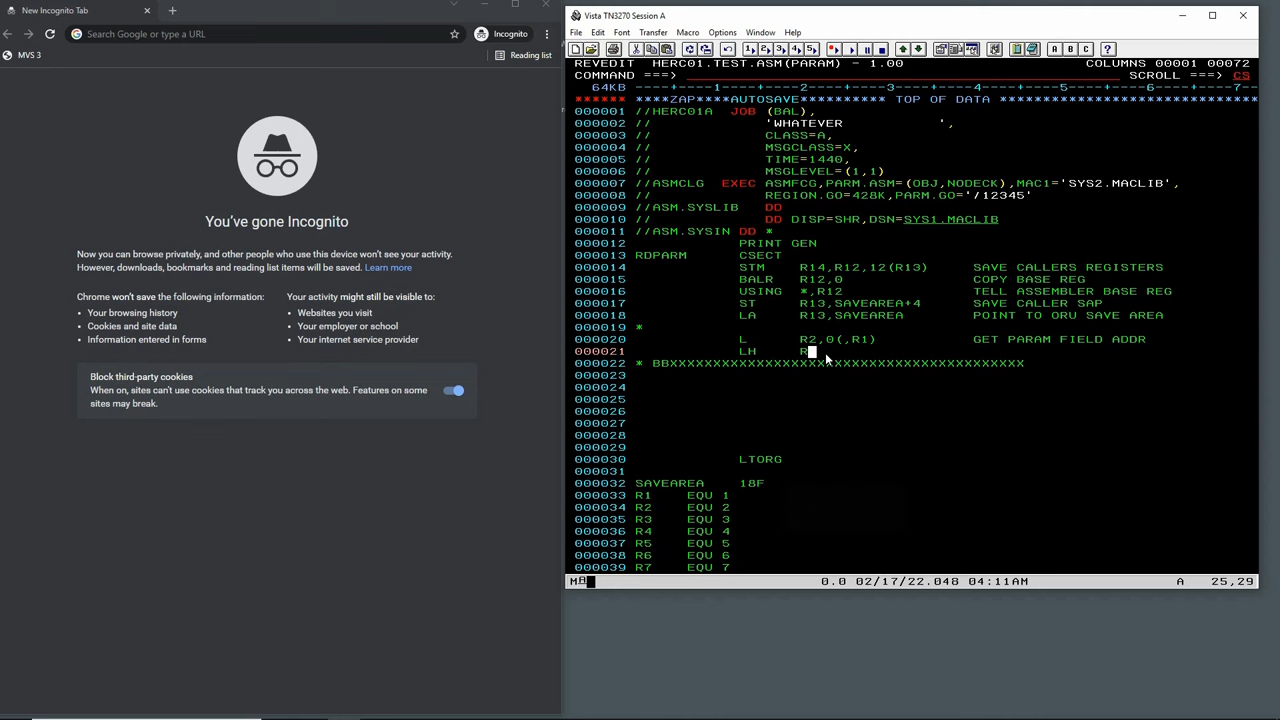 New Incognito Tab
Search Google or type a URL
Incognito
MVS 3
Reading list
You've gone Incognito
Now you can browse privately, and other people who use this device won't see your activity.
However, downloads, bookmarks and reading list items will be saved. Learn more
Chrome won't save the following information:
• Your browsing history
• Cookies and site data
• Information entered in forms
Your activity might still be visible to:
• Websites you visit
• Your employer or school
• Your internet service provider
Block third-party cookies
When on, sites can't use cookies that track you across the web. Features on some
sites may break.
Vista TN3270 Session A
File Edit Fonts Transfer Macro Options Window Help
1 2 3 4 5 A B C ?
REVEDIT HERC01.TEST.ASM(PARAM) - 1.00 COLUMNS 00001 00072
COMMAND ===> SCROLL ===> CS
64KB ----+----1----+----2----+----3----+----4----+----5----+----6----+----7--
****** ****ZAP****AUTOSAVE********** TOP OF DATA ******************************
000001 //HERC01A JOB (BAL),
000002 // 'WHATEVER ',
000003 // CLASS=A,
000004 // MSGCLASS=X,
000005 // TIME=1440,
000006 // MSGLEVEL=(1,1)
000007 //ASMCLG EXEC ASMFCG,PARM.ASM=(OBJ,NODECK),MAC1='SYS2.MACLIB',
000008 // REGION.GO=428K,PARM.GO='/12345'
000009 //ASM.SYSLIB DD
000010 // DD DISP=SHR,DSN=SYS1.MACLIB
000011 //ASM.SYSIN DD *
000012 PRINT GEN
000013 RDPARM CSECT
000014 STM R14,R12,12(R13) SAVE CALLERS REGISTERS
000015 BALR R12,0 COPY BASE REG
000016 USING *,R12 TELL ASSEMBLER BASE REG
000017 ST R13,SAVEAREA+4 SAVE CALLER SAP
000018 LA R13,SAVEAREA POINT TO ORU SAVE AREA
000019 *
000020 L R2,0(,R1) GET PARAM FIELD ADDR
000021 LH R
000022 * BBXXXXXXXXXXXXXXXXXXXXXXXXXXXXXXXXXXXXXXXXX
000023
000024
000025
000026
000027
000028
000029
000030 LTORG
000031
000032 SAVEAREA 18F
000033 R1 EQU 1
000034 R2 EQU 2
000035 R3 EQU 3
000036 R4 EQU 4
000037 R5 EQU 5
000038 R6 EQU 6
000039 R7 EQU 7
0.0 02/17/22.048 04:11AM A 25,29